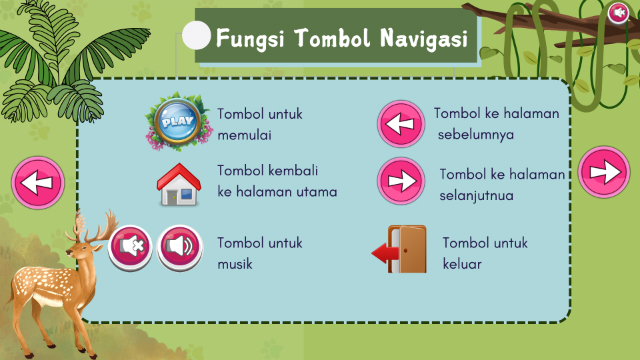 Fungsi Tombol Navigasi
PLAY
Tombol untuk
memulai
Tombol kembali
ke halaman utama
Tombol untuk
musik
Tombol ke halaman
sebelumnya
Tombol ke halaman
selanjutnua
Tombol untuk
keluar